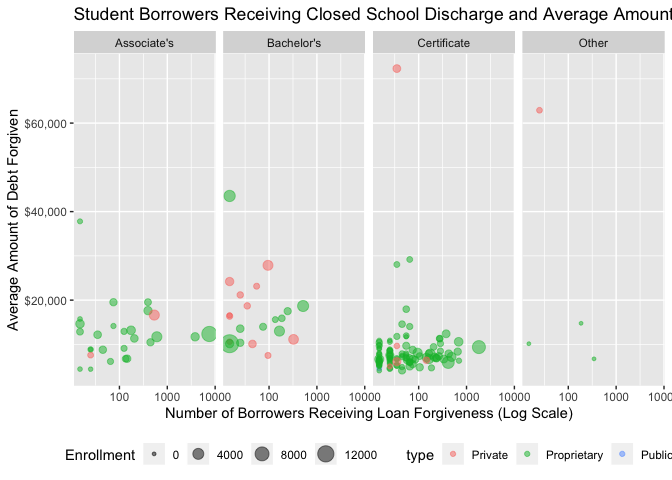 Student Borrowers Receiving Closed School Discharge and Average Amount
Associate's Bachelor's Certificate Other
Average Amount of Debt Forgiven
$60,000
$40,000
$20,000
100 1000 10000 100 1000 10000 100 1000 10000 100 1000 1000
Number of Borrowers Receiving Loan Forgiveness (Log Scale)
Enrollment 0 4000 8000 12000 type Private Proprietary Public